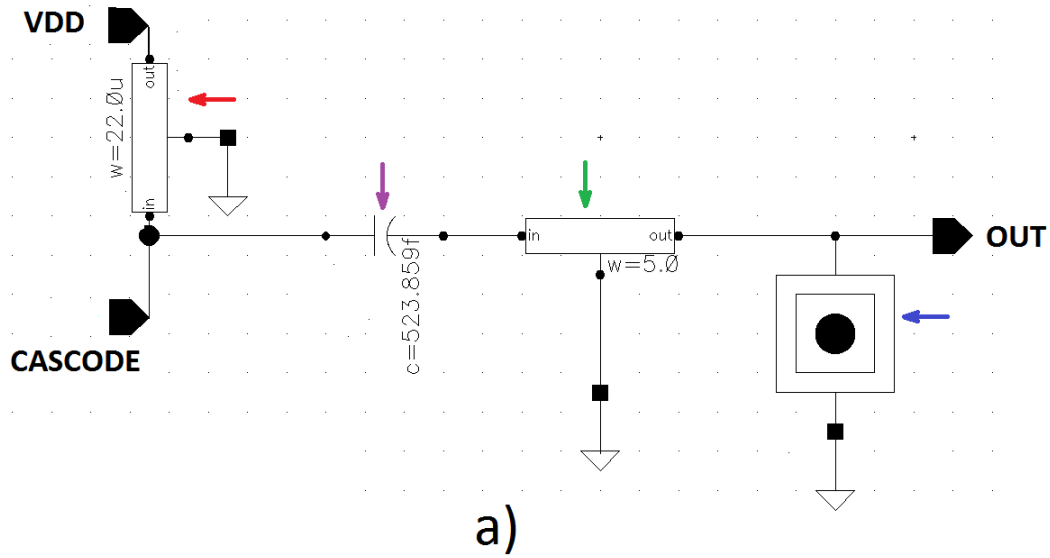 VDD
out
w=22.0u
in
CASCODE
c=523.859f
in
out
w=5.0
OUT
a)